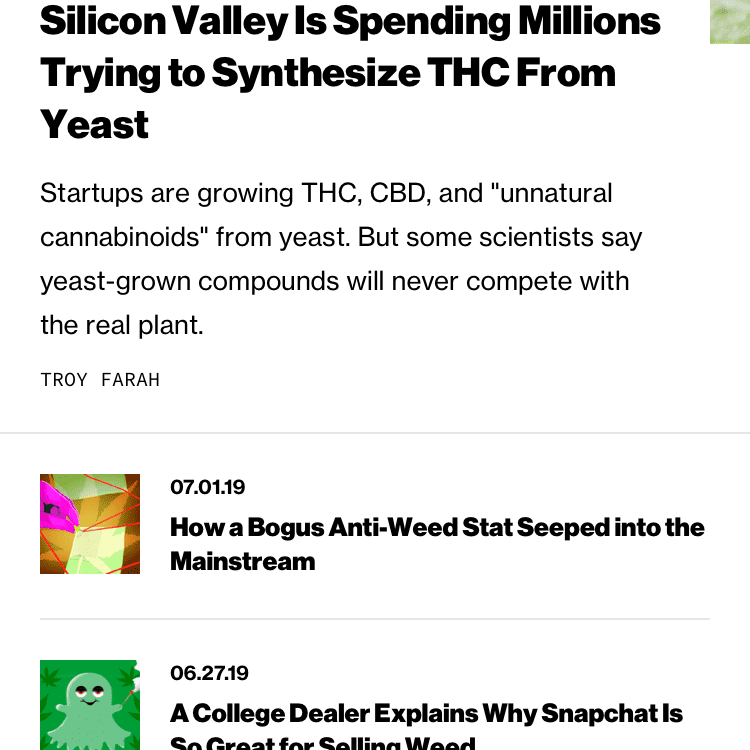 Silicon Valley Is Spending Millions
Trying to Synthesize THC From
Yeast
Startups are growing THC, CBD, and "unnatural
cannabinoids" from yeast. But some scientists say
yeast-grown compounds will never compete with
the real plant.
TROY FARAH
07.01.19
How a Bogus Anti-Weed Stat Seeped into the
Mainstream
06.27.19
A College Dealer Explains Why Snapchat Is
So Great for Selling Weed